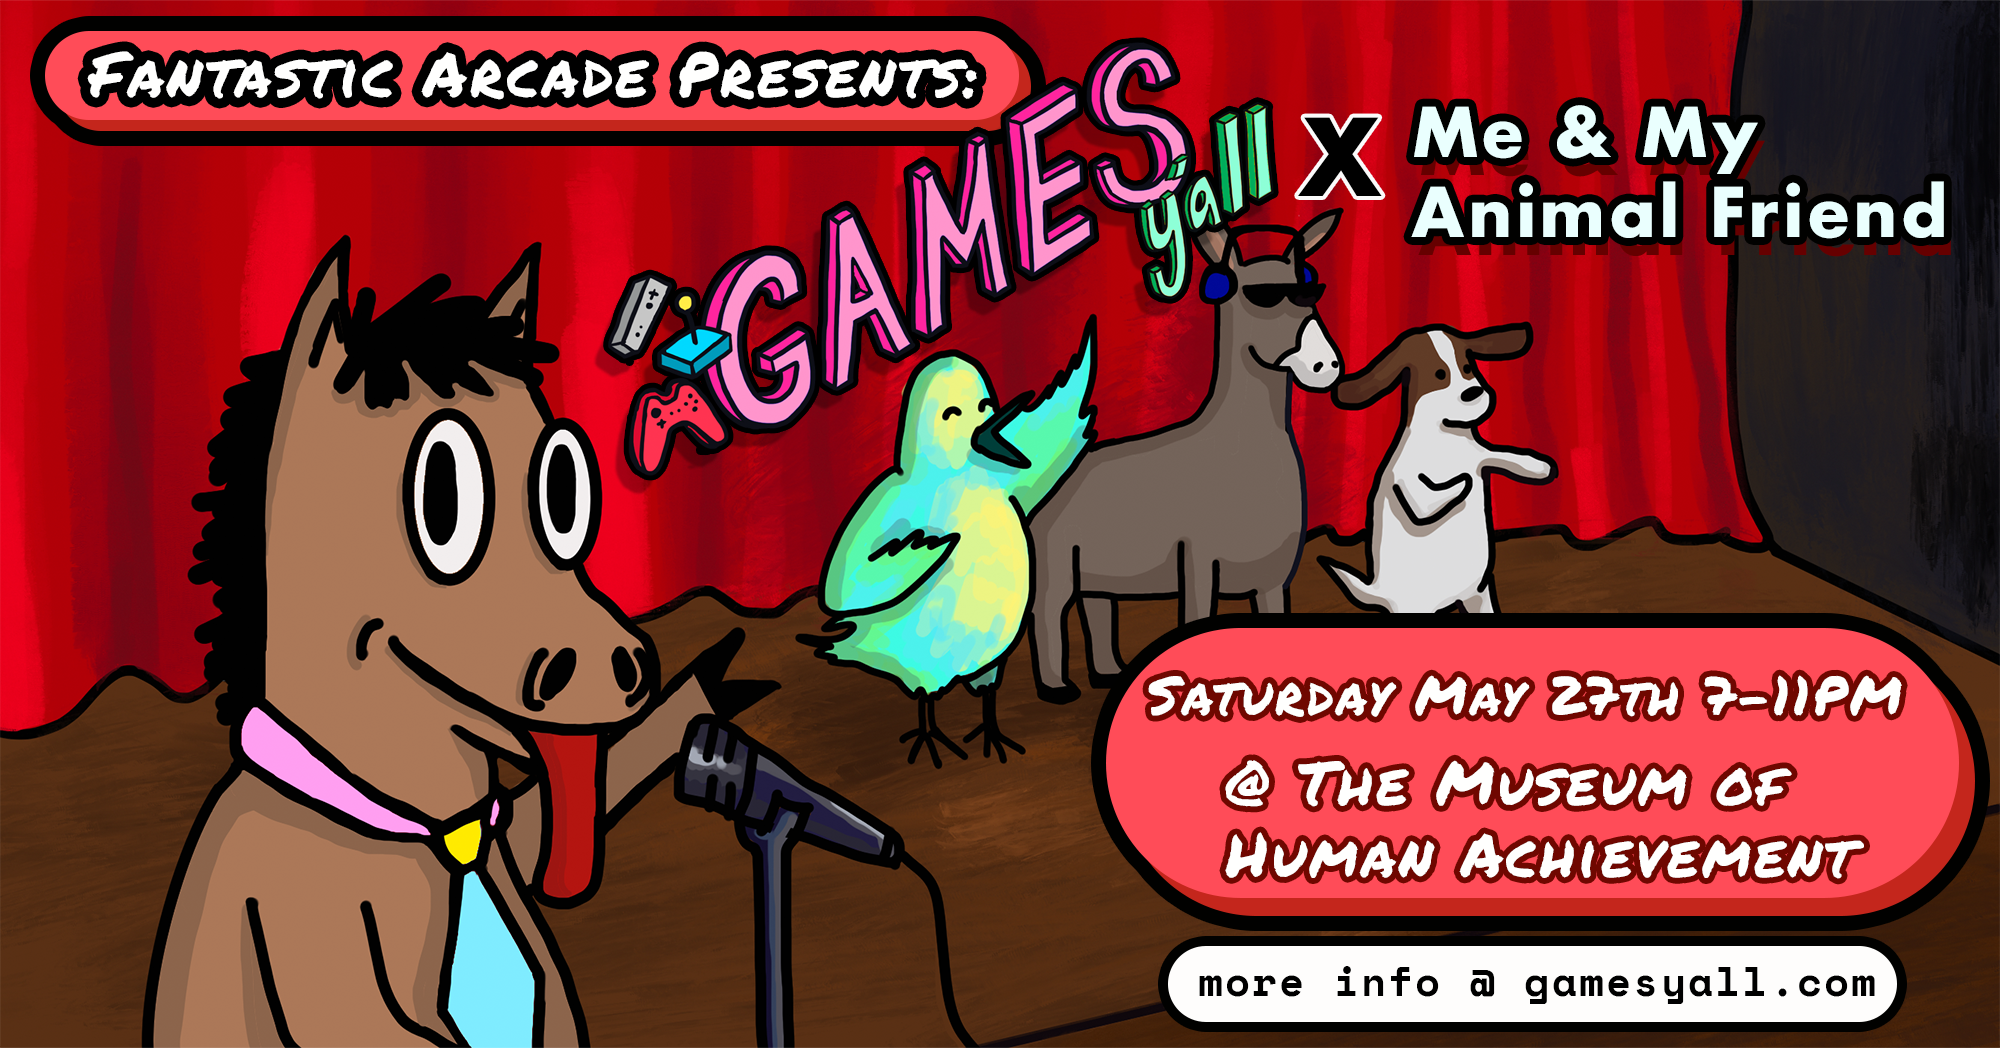 Fantastic Arcade Presents:
GAMES
y'all
X
Me & My
Animal Friend
Saturday May 27th 7-11PM
@ The Museum of
Human Achievement
more info @ gamesyall.com